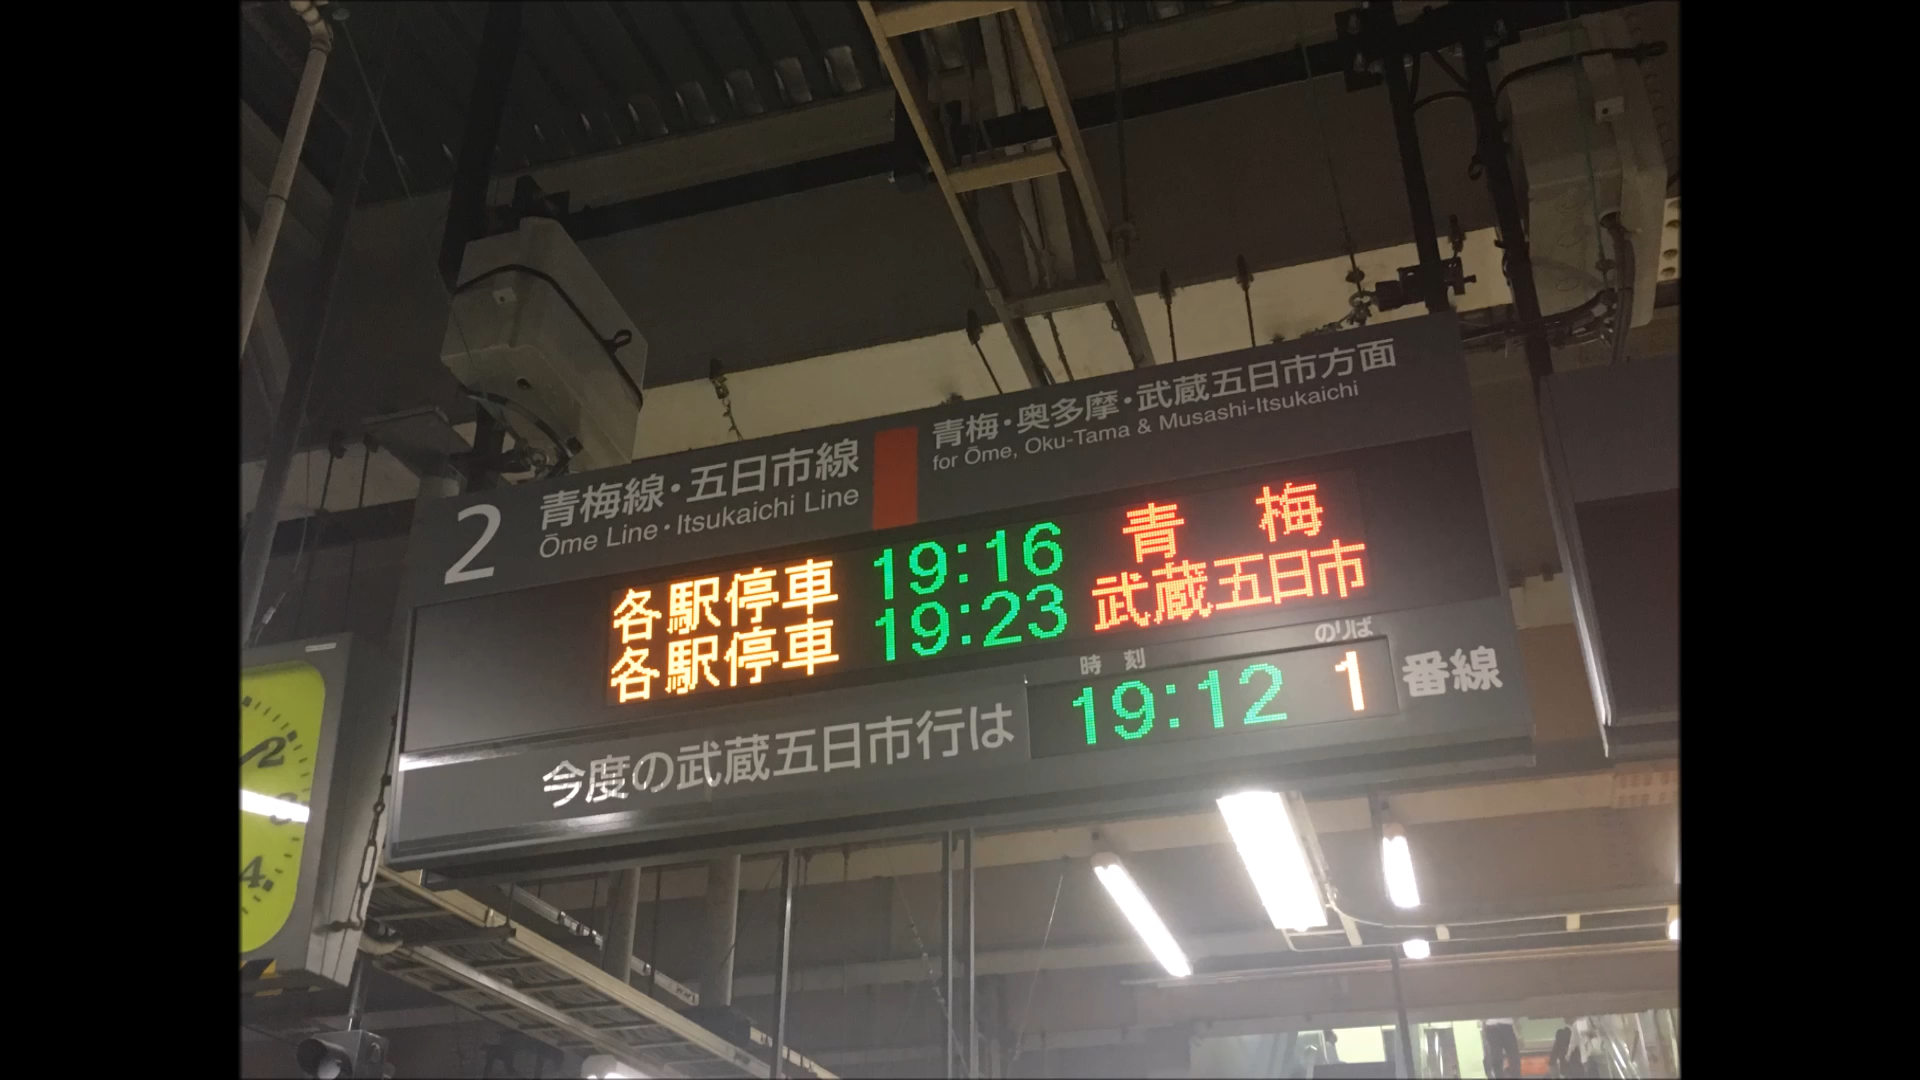 2
青梅線・五日市線
Ōme Line・Itsukaichi Line
青梅・奥多摩・武蔵五日市方面
for Ōme, Oku-Tama & Musashi-Itsukaichi
各駅停車 19:16 青 梅
各駅停車 19:23 武蔵五日市
時刻 のりば
今度の武蔵五日市行は 19:12 1 番線
2
3
4